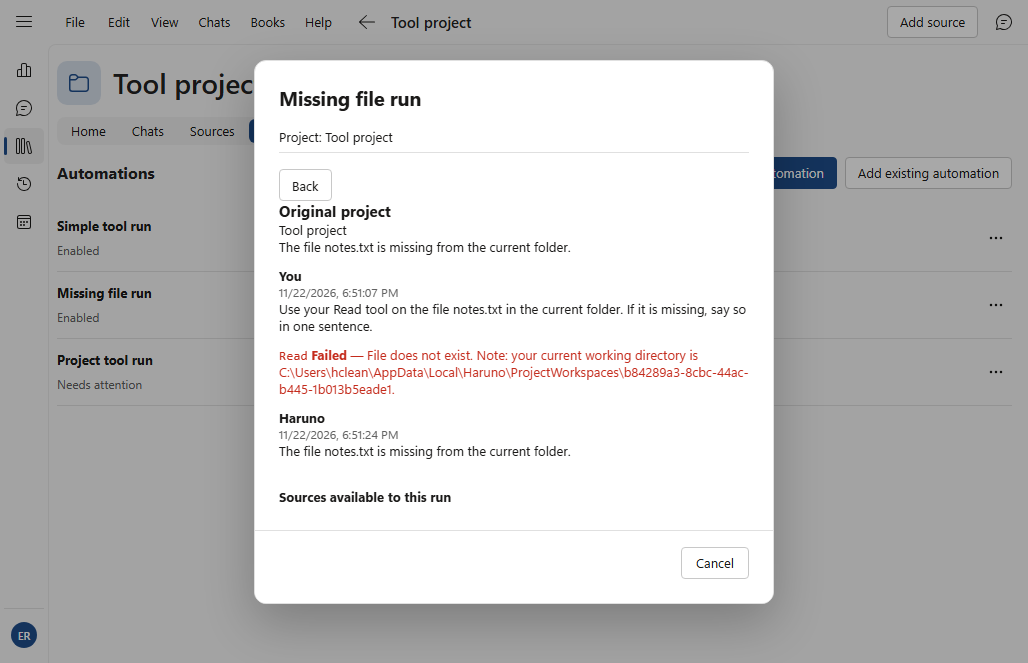 File Edit View Chats Books Help Tool project Add source
Tool projec
Home Chats Sources
Automations
omation Add existing automation
Simple tool run
Enabled
Missing file run
Enabled
Project tool run
Needs attention
ER
Missing file run
Project: Tool project
Back
Original project
Tool project
The file notes.txt is missing from the current folder.
You
11/22/2026, 6:51:07 PM
Use your Read tool on the file notes.txt in the current folder. If it is missing, say so
in one sentence.
Read Failed — File does not exist. Note: your current working directory is
C:\Users\hclean\AppData\Local\Haruno\ProjectWorkspaces\b84289a3-8cbc-44ac-
b445-1b013b5eade1.
Haruno
11/22/2026, 6:51:24 PM
The file notes.txt is missing from the current folder.
Sources available to this run
Cancel